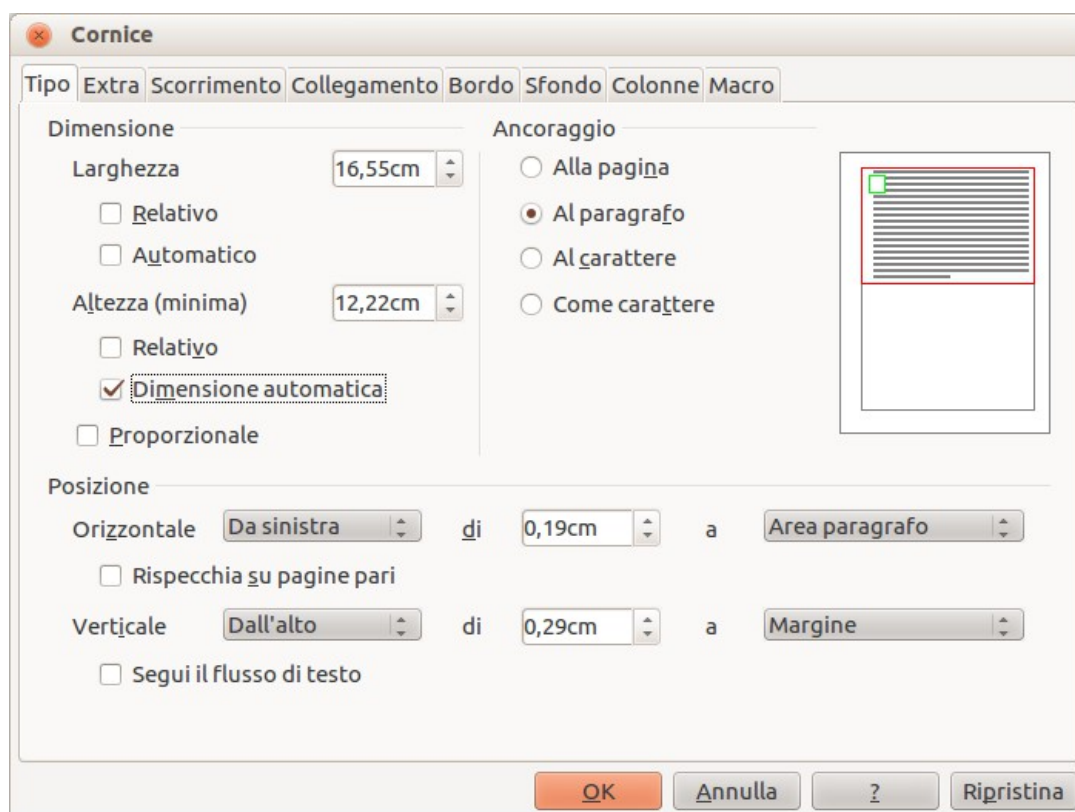 Cornice
Tipo Extra Scorrimento Collegamento Bordo Sfondo Colonne Macro
Dimensione
Larghezza 16,55cm
Relativo
Automatico
Altezza (minima) 12,22cm
Relativo
Dimensione automatica
Proporzionale
Ancoraggio
Alla pagina
Al paragrafo
Al carattere
Come carattere
Posizione
Orizzontale Da sinistra di 0,19cm a Area paragrafo
Rispecchia su pagine pari
Verticale Dall'alto di 0,29cm a Margine
Segui il flusso di testo
OK Annulla ? Ripristina